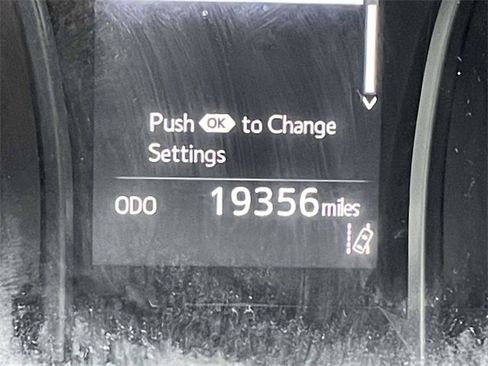 Push OK to Change
Settings
ODO 19356 miles